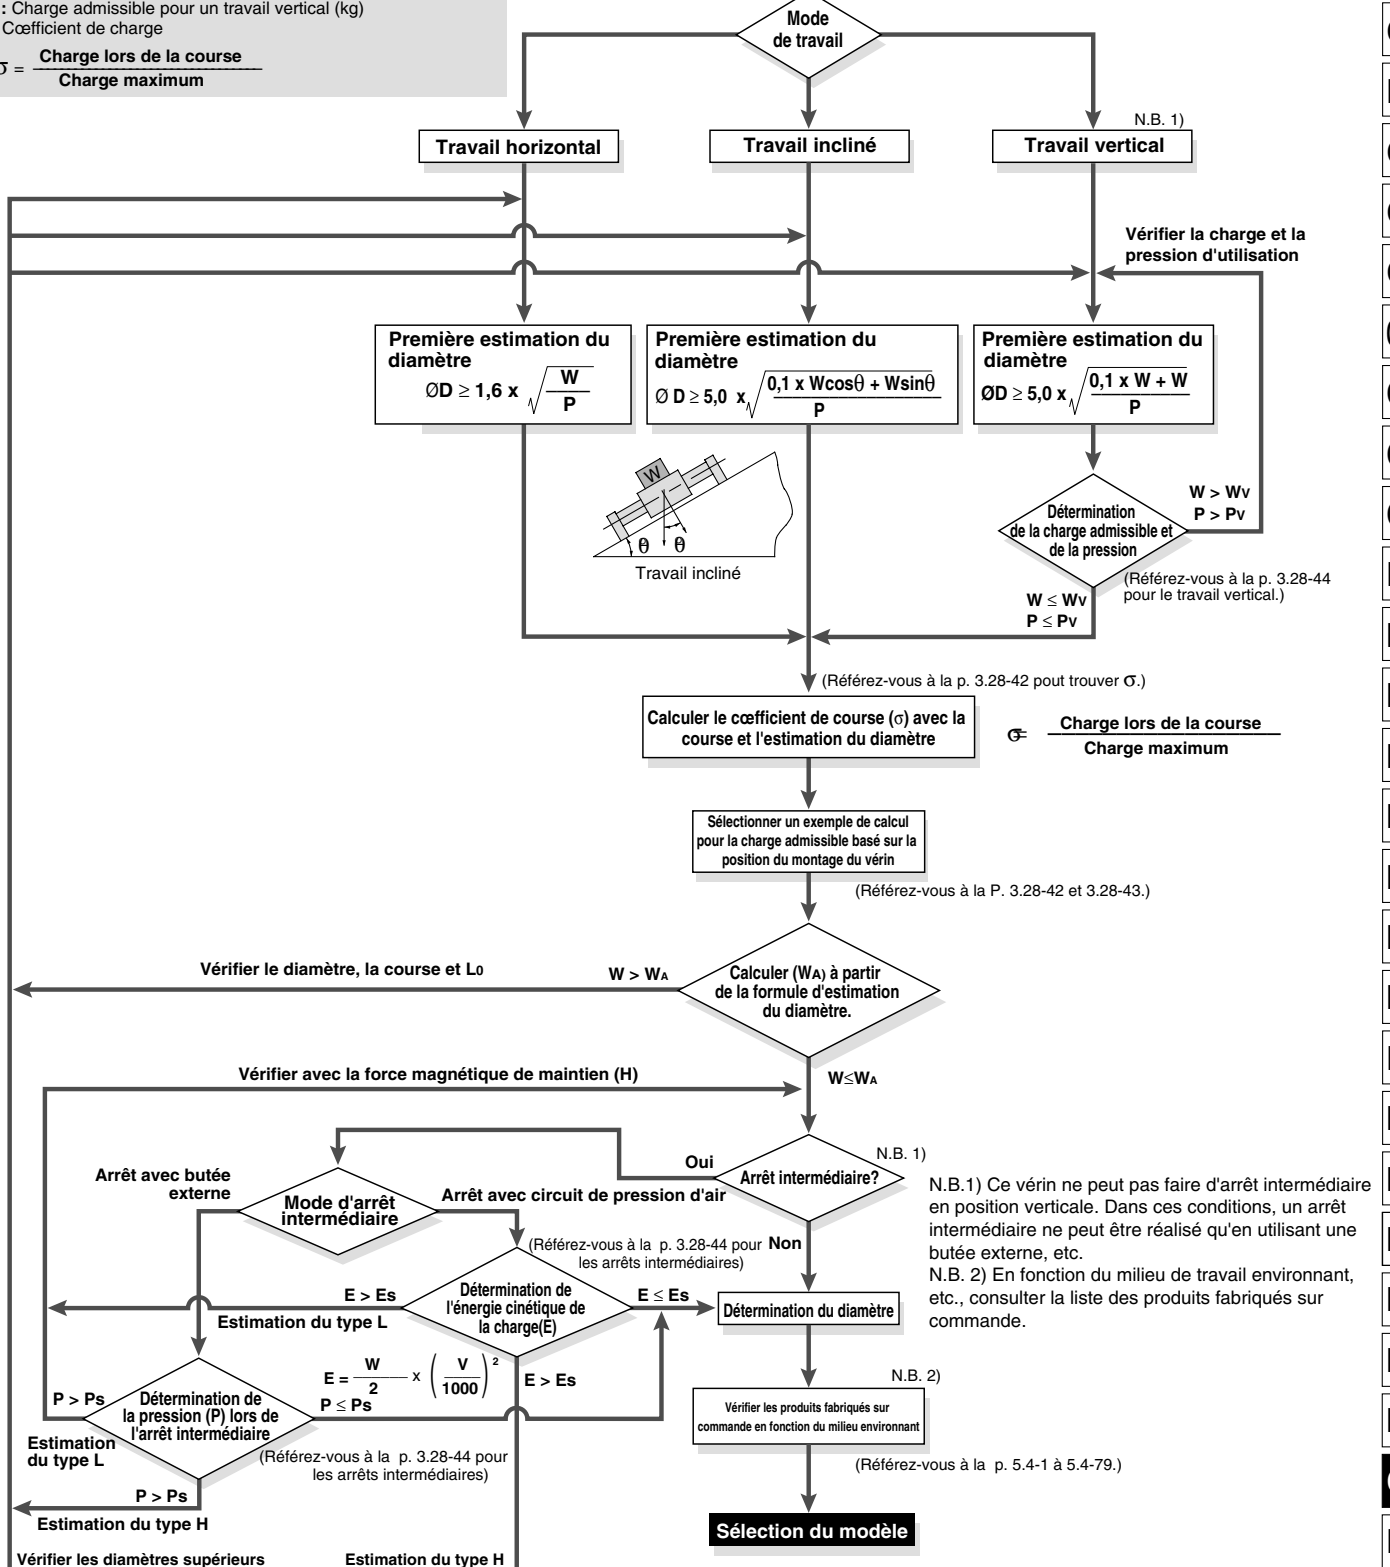 : Charge admissible pour un travail vertical (kg)
Cœfficient de charge
σ = Charge lors de la course
Charge maximum
Mode
de travail
N.B. 1)
Travail horizontal
Travail incliné
Travail vertical
Vérifier la charge et la
pression d'utilisation
Première estimation du
diamètre
ØD ≥ 1,6 x √ W
P
Première estimation du
diamètre
Ø D ≥ 5,0 x √ 0,1 x Wcosθ + Wsinθ
P
Première estimation du
diamètre
ØD ≥ 5,0 x √ 0,1 x W + W
P
W
θ θ
Travail incliné
Détermination
de la charge admissible et
de la pression
W > Wv
P > Pv
(Référez-vous à la p. 3.28-44
pour le travail vertical.)
W ≤ Wv
P ≤ Pv
(Référez-vous à la p. 3.28-42 pout trouver σ.)
Calculer le cœfficient de course (σ) avec la
course et l'estimation du diamètre
σ= Charge lors de la course
Charge maximum
Sélectionner un exemple de calcul
pour la charge admissible basé sur la
position du montage du vérin
(Référez-vous à la P. 3.28-42 et 3.28-43.)
Vérifier le diamètre, la course et L0
W > WA
Calculer (WA) à partir
de la formule d'estimation
du diamètre.
Vérifier avec la force magnétique de maintien (H)
W≤WA
Arrêt intermédiaire?
N.B. 1)
Oui
Arrêt avec butée
externe
Mode d'arrêt
intermédiaire
Arrêt avec circuit de pression d'air
N.B.1) Ce vérin ne peut pas faire d'arrêt intermédiaire
en position verticale. Dans ces conditions, un arrêt
intermédiaire ne peut être réalisé qu'en utilisant une
butée externe, etc.
N.B. 2) En fonction du milieu de travail environnant,
etc., consulter la liste des produits fabriqués sur
commande.
(Référez-vous à la p. 3.28-44 pour
les arrêts intermédiaires)
Non
E > Es
Estimation du type L
Détermination de
l'énergie cinétique de
la charge(E)
E ≤ Es
Détermination du diamètre
E = W
2 x ( V
1000 ) 2
E > Es
P > Ps
Détermination de
la pression (P) lors de
l'arrêt intermédiaire
P ≤ Ps
Estimation
du type L
(Référez-vous à la p. 3.28-44 pour
les arrêts intermédiaires)
N.B. 2)
Vérifier les produits fabriqués sur
commande en fonction du milieu environnant
(Référez-vous à la p. 5.4-1 à 5.4-79.)
P > Ps
Estimation du type H
Sélection du modèle
Vérifier les diamètres supérieurs
Estimation du type H